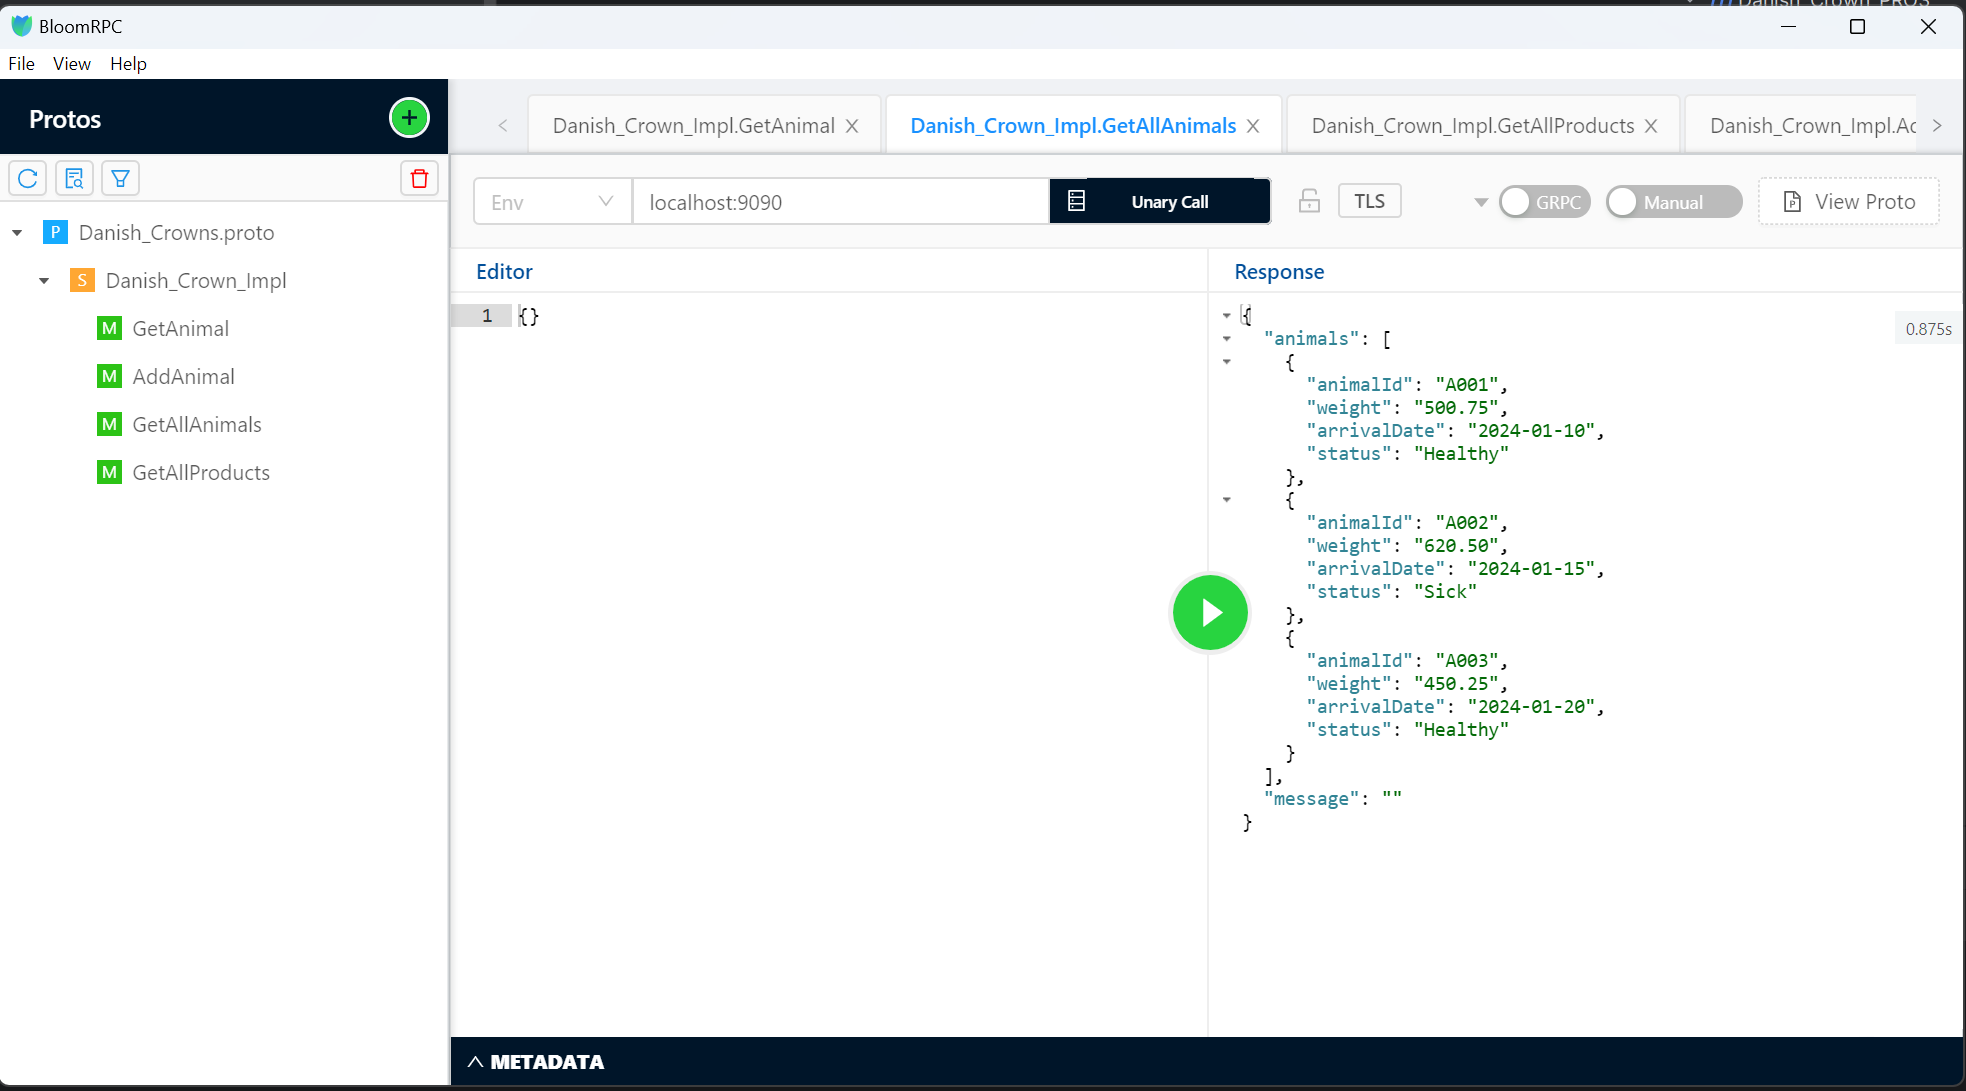 BloomRPC
File View Help
Protos
Danish_Crown_Impl.GetAnimal
Danish_Crown_Impl.GetAllAnimals
Danish_Crown_Impl.GetAllProducts
Danish_Crown_Impl.Ac
Env
localhost:9090
Unary Call
TLS
GRPC
Manual
View Proto
P Danish_Crowns.proto
S Danish_Crown_Impl
M GetAnimal
M AddAnimal
M GetAllAnimals
M GetAllProducts
Editor
1 {}
Response
0.875s
{
"animals": [
{
"animalId": "A001",
"weight": "500.75",
"arrivalDate": "2024-01-10",
"status": "Healthy"
},
{
"animalId": "A002",
"weight": "620.50",
"arrivalDate": "2024-01-15",
"status": "Sick"
},
{
"animalId": "A003",
"weight": "450.25",
"arrivalDate": "2024-01-20",
"status": "Healthy"
}
],
"message": ""
}
METADATA